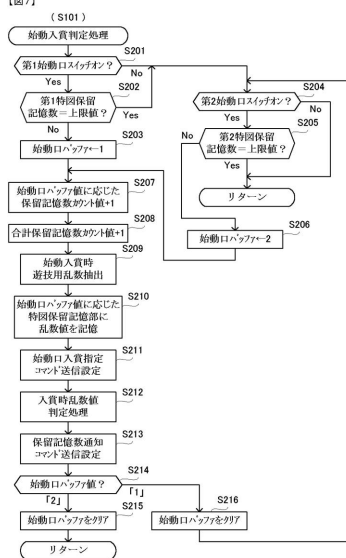 【図7】
( S101 )
始動入賞判定処理
S201
第1始動口スイッチオン?
Yes
No
S202
第1特図保留
記憶数=上限値?
Yes
No
S203
始動口バッファ←1
S204
第2始動口スイッチオン?
No
Yes
S205
第2特図保留
記憶数=上限値?
No
Yes
リターン
S206
始動口バッファ←2
S207
始動口バッファ値に応じた
保留記憶数カウント値+1
S208
合計保留記憶数カウント値+1
S209
始動入賞時
遊技用乱数抽出
S210
始動口バッファ値に応じた
特図保留記憶部に
乱数値を記憶
S211
始動口入賞指定
コマンド送信設定
S212
入賞時乱数値
判定処理
S213
保留記憶数通知
コマンド送信設定
S214
始動口バッファ値?
「2」
「1」
S215
始動口バッファをクリア
S216
始動口バッファをクリア
リターン